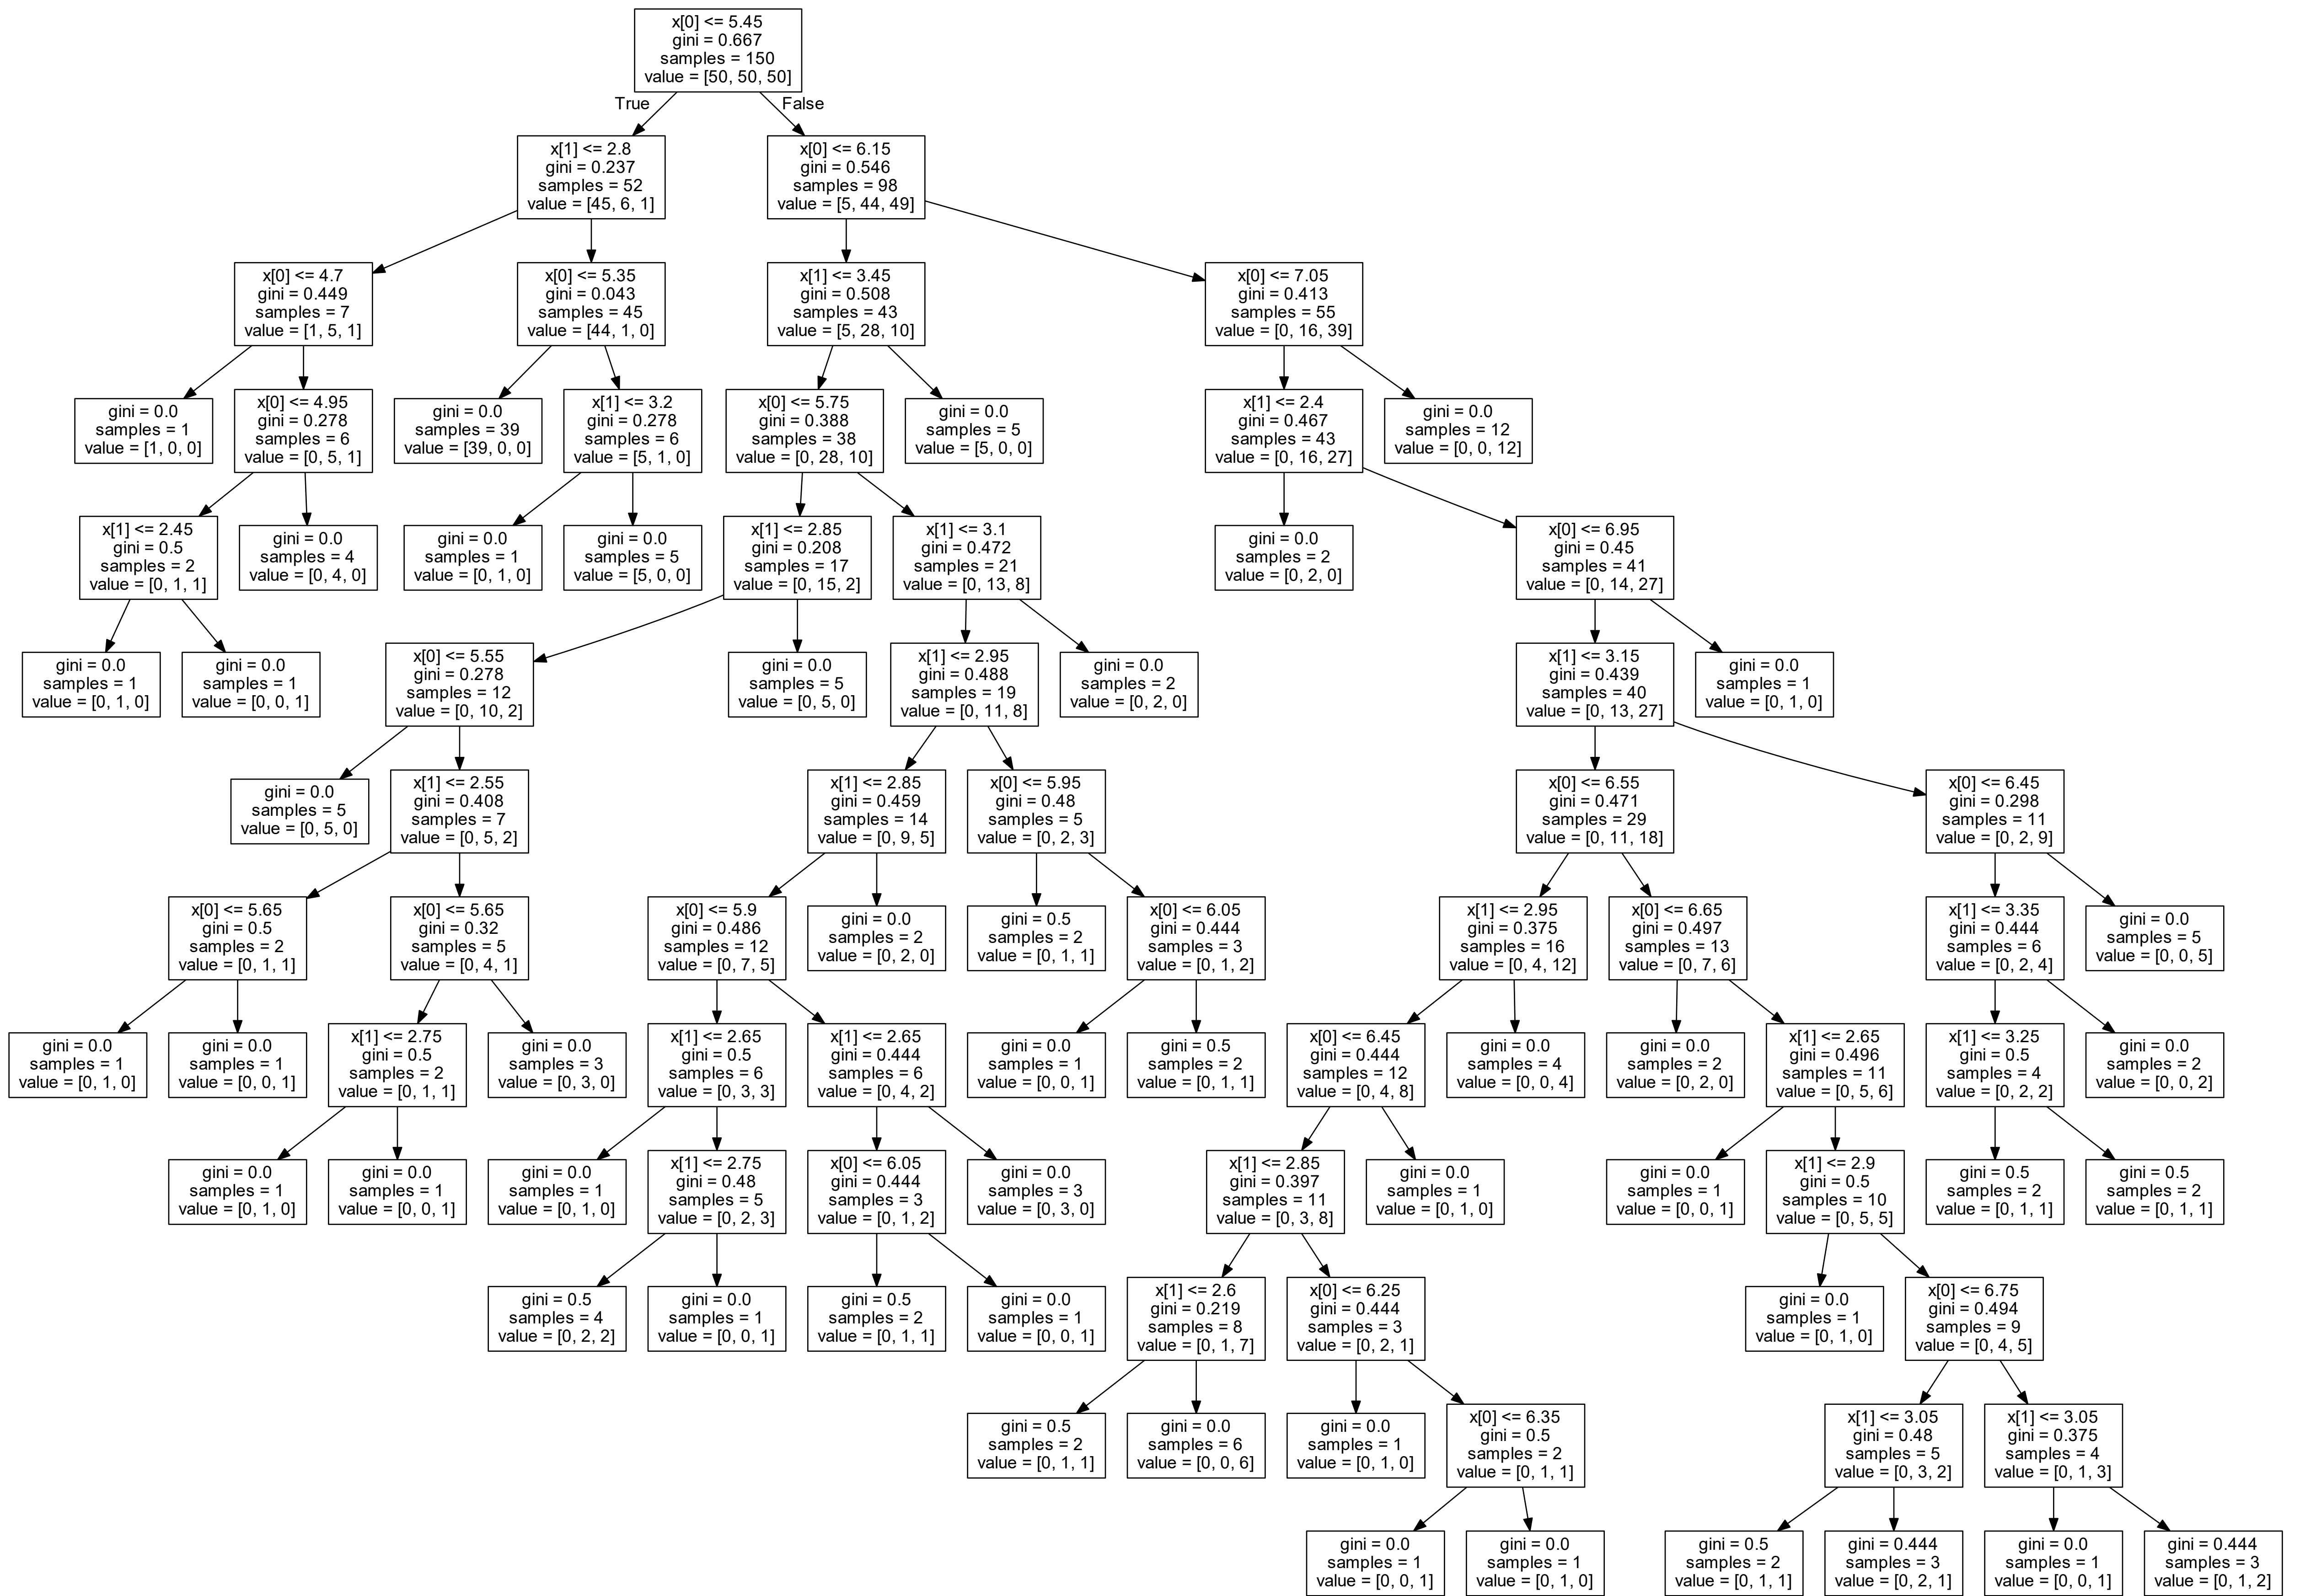 x[0] <= 5.45
gini = 0.667
samples = 150
value = [50, 50, 50]
True
False
x[1] <= 2.8
gini = 0.237
samples = 52
value = [45, 6, 1]
x[0] <= 6.15
gini = 0.546
samples = 98
value = [5, 44, 49]
x[0] <= 4.7
gini = 0.449
samples = 7
value = [1, 5, 1]
x[0] <= 5.35
gini = 0.043
samples = 45
value = [44, 1, 0]
x[1] <= 3.45
gini = 0.508
samples = 43
value = [5, 28, 10]
x[0] <= 7.05
gini = 0.413
samples = 55
value = [0, 16, 39]
gini = 0.0
samples = 1
value = [1, 0, 0]
x[0] <= 4.95
gini = 0.278
samples = 6
value = [0, 5, 1]
gini = 0.0
samples = 39
value = [39, 0, 0]
x[1] <= 3.2
gini = 0.278
samples = 6
value = [5, 1, 0]
x[0] <= 5.75
gini = 0.388
samples = 38
value = [0, 28, 10]
gini = 0.0
samples = 5
value = [5, 0, 0]
x[1] <= 2.4
gini = 0.467
samples = 43
value = [0, 16, 27]
gini = 0.0
samples = 12
value = [0, 0, 12]
x[1] <= 2.45
gini = 0.5
samples = 2
value = [0, 1, 1]
gini = 0.0
samples = 4
value = [0, 4, 0]
gini = 0.0
samples = 1
value = [0, 1, 0]
gini = 0.0
samples = 5
value = [5, 0, 0]
x[1] <= 2.85
gini = 0.208
samples = 17
value = [0, 15, 2]
x[1] <= 3.1
gini = 0.472
samples = 21
value = [0, 13, 8]
gini = 0.0
samples = 2
value = [0, 2, 0]
x[0] <= 6.95
gini = 0.45
samples = 41
value = [0, 14, 27]
gini = 0.0
samples = 1
value = [0, 1, 0]
gini = 0.0
samples = 1
value = [0, 0, 1]
x[0] <= 5.55
gini = 0.278
samples = 12
value = [0, 10, 2]
gini = 0.0
samples = 5
value = [0, 5, 0]
x[1] <= 2.95
gini = 0.488
samples = 19
value = [0, 11, 8]
gini = 0.0
samples = 2
value = [0, 2, 0]
x[1] <= 3.15
gini = 0.439
samples = 40
value = [0, 13, 27]
gini = 0.0
samples = 1
value = [0, 1, 0]
gini = 0.0
samples = 5
value = [0, 5, 0]
x[1] <= 2.55
gini = 0.408
samples = 7
value = [0, 5, 2]
x[1] <= 2.85
gini = 0.459
samples = 14
value = [0, 9, 5]
x[0] <= 5.95
gini = 0.48
samples = 5
value = [0, 2, 3]
x[0] <= 6.55
gini = 0.471
samples = 29
value = [0, 11, 18]
x[0] <= 6.45
gini = 0.298
samples = 11
value = [0, 2, 9]
x[0] <= 5.65
gini = 0.5
samples = 2
value = [0, 1, 1]
x[0] <= 5.65
gini = 0.32
samples = 5
value = [0, 4, 1]
x[0] <= 5.9
gini = 0.486
samples = 12
value = [0, 7, 5]
gini = 0.0
samples = 2
value = [0, 2, 0]
gini = 0.5
samples = 2
value = [0, 1, 1]
x[0] <= 6.05
gini = 0.444
samples = 3
value = [0, 1, 2]
x[1] <= 2.95
gini = 0.375
samples = 16
value = [0, 4, 12]
x[0] <= 6.65
gini = 0.497
samples = 13
value = [0, 7, 6]
x[1] <= 3.35
gini = 0.444
samples = 6
value = [0, 2, 4]
gini = 0.0
samples = 5
value = [0, 0, 5]
gini = 0.0
samples = 1
value = [0, 1, 0]
gini = 0.0
samples = 1
value = [0, 0, 1]
x[1] <= 2.75
gini = 0.5
samples = 2
value = [0, 1, 1]
gini = 0.0
samples = 3
value = [0, 3, 0]
x[1] <= 2.65
gini = 0.5
samples = 6
value = [0, 3, 3]
x[1] <= 2.65
gini = 0.444
samples = 6
value = [0, 4, 2]
gini = 0.0
samples = 1
value = [0, 0, 1]
gini = 0.5
samples = 2
value = [0, 1, 1]
x[0] <= 6.45
gini = 0.444
samples = 12
value = [0, 4, 8]
gini = 0.0
samples = 4
value = [0, 0, 4]
gini = 0.0
samples = 2
value = [0, 2, 0]
x[1] <= 2.65
gini = 0.496
samples = 11
value = [0, 5, 6]
x[1] <= 3.25
gini = 0.5
samples = 4
value = [0, 2, 2]
gini = 0.0
samples = 2
value = [0, 0, 2]
gini = 0.0
samples = 1
value = [0, 1, 0]
gini = 0.0
samples = 1
value = [0, 0, 1]
gini = 0.0
samples = 1
value = [0, 1, 0]
x[1] <= 2.75
gini = 0.48
samples = 5
value = [0, 2, 3]
x[0] <= 6.05
gini = 0.444
samples = 3
value = [0, 1, 2]
gini = 0.0
samples = 3
value = [0, 3, 0]
x[1] <= 2.85
gini = 0.397
samples = 11
value = [0, 3, 8]
gini = 0.0
samples = 1
value = [0, 1, 0]
gini = 0.0
samples = 1
value = [0, 0, 1]
x[1] <= 2.9
gini = 0.5
samples = 10
value = [0, 5, 5]
gini = 0.5
samples = 2
value = [0, 1, 1]
gini = 0.5
samples = 2
value = [0, 1, 1]
gini = 0.5
samples = 4
value = [0, 2, 2]
gini = 0.0
samples = 1
value = [0, 0, 1]
gini = 0.5
samples = 2
value = [0, 1, 1]
gini = 0.0
samples = 1
value = [0, 0, 1]
x[1] <= 2.6
gini = 0.219
samples = 8
value = [0, 1, 7]
x[0] <= 6.25
gini = 0.444
samples = 3
value = [0, 2, 1]
gini = 0.0
samples = 1
value = [0, 1, 0]
x[0] <= 6.75
gini = 0.494
samples = 9
value = [0, 4, 5]
gini = 0.5
samples = 2
value = [0, 1, 1]
gini = 0.0
samples = 6
value = [0, 0, 6]
gini = 0.0
samples = 1
value = [0, 1, 0]
x[0] <= 6.35
gini = 0.5
samples = 2
value = [0, 1, 1]
x[1] <= 3.05
gini = 0.48
samples = 5
value = [0, 3, 2]
x[1] <= 3.05
gini = 0.375
samples = 4
value = [0, 1, 3]
gini = 0.0
samples = 1
value = [0, 0, 1]
gini = 0.0
samples = 1
value = [0, 1, 0]
gini = 0.5
samples = 2
value = [0, 1, 1]
gini = 0.444
samples = 3
value = [0, 2, 1]
gini = 0.0
samples = 1
value = [0, 0, 1]
gini = 0.444
samples = 3
value = [0, 1, 2]